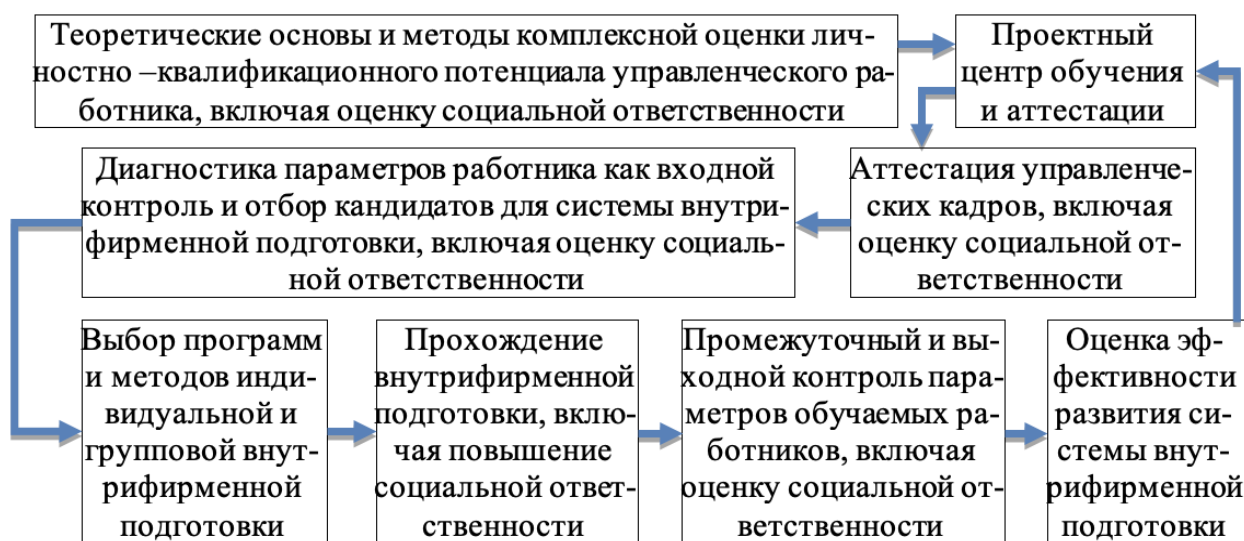 Теоретические основы и методы комплексной оценки лич-
ностно –квалификационного потенциала управленческого ра-
ботника, включая оценку социальной ответственности
Проектный
центр обучения
и аттестации
Диагностика параметров работника как входной
контроль и отбор кандидатов для системы внутри-
фирменной подготовки, включая оценку социаль-
ной ответственности
Аттестация управленче-
ских кадров, включая
оценку социальной от-
ветственности
Выбор программ
и методов инди-
видуальной и
групповой внут-
рифирменной
подготовки
Прохождение
внутрифирменной
подготовки, вклю-
чая повышение
социальной ответ-
ственности
Промежуточный и вы-
ходной контроль пара-
метров обучаемых ра-
ботников, включая
оценку социальной от-
ветственности
Оценка эф-
фективности
развития си-
стемы внут-
рифирменной
подготовки